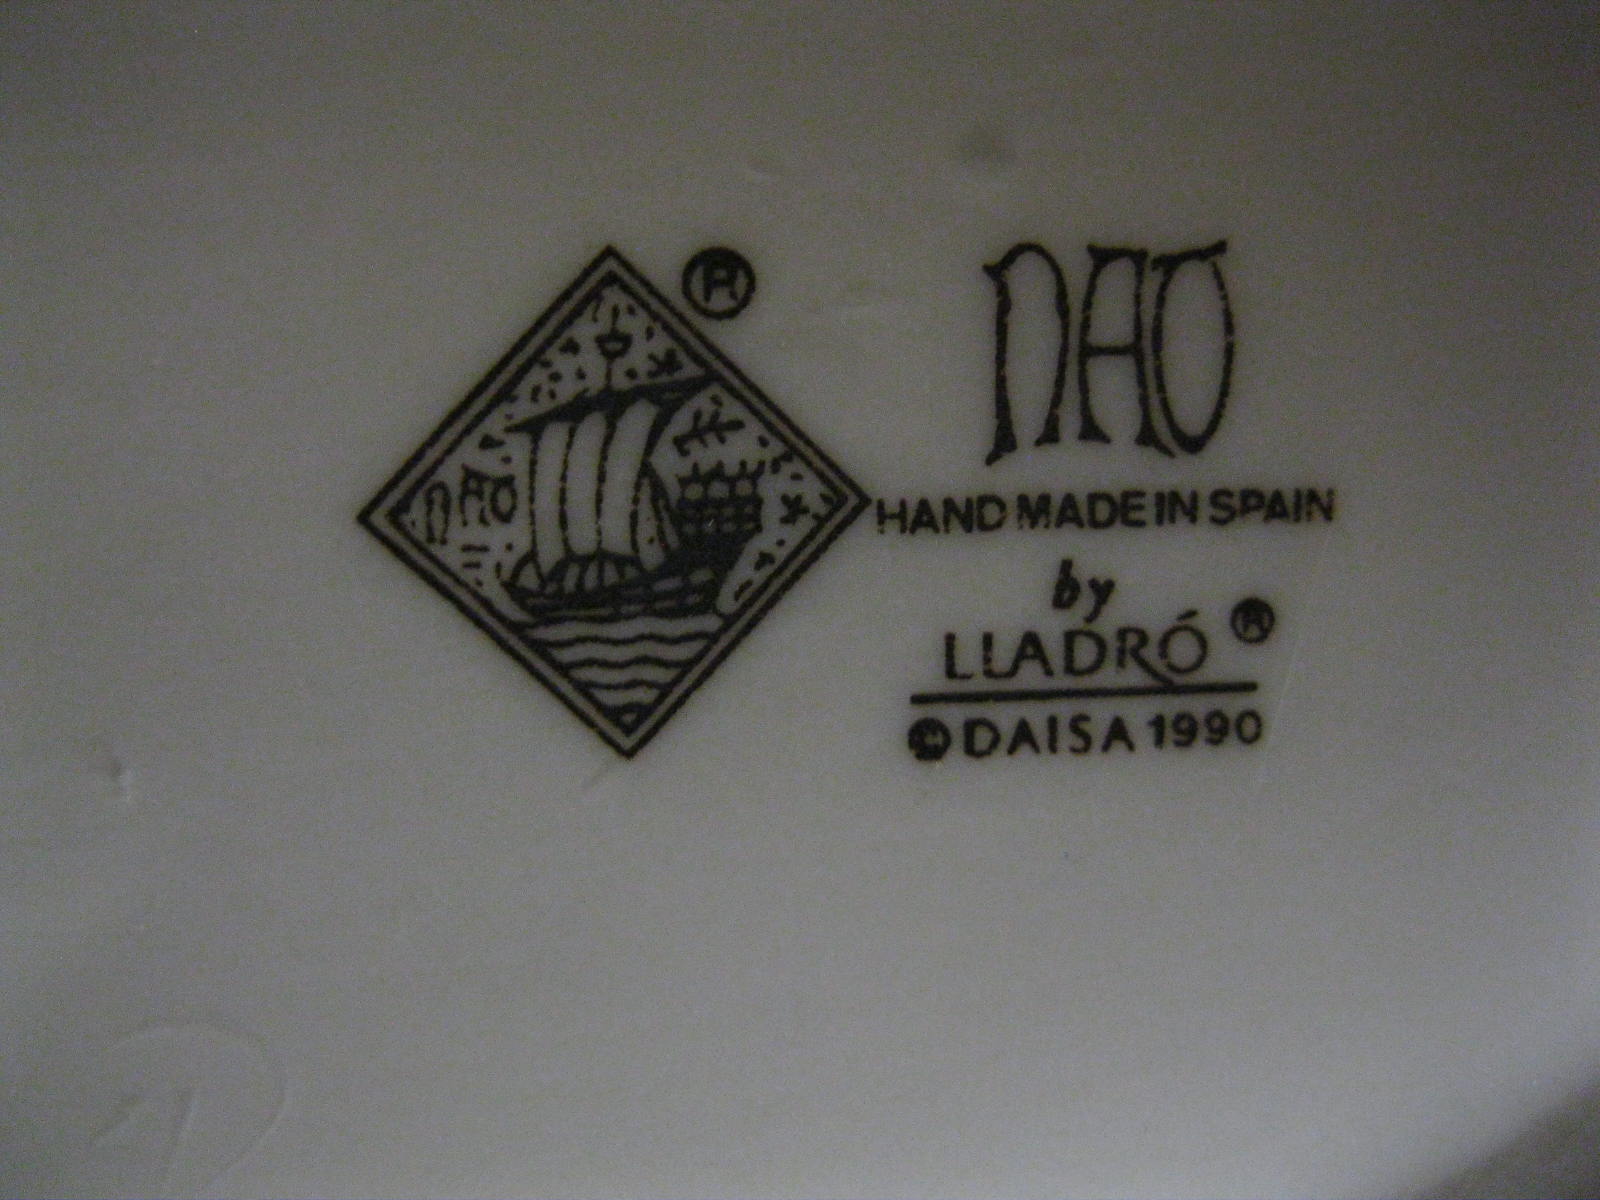 ®
NAO
NAO
HAND MADE IN SPAIN
by
LLADRÓ ®
© DAISA 1990